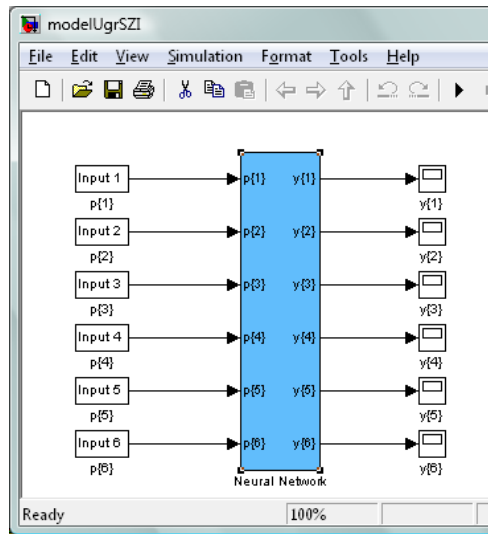 modelUgrSZI
File Edit View Simulation Format Tools Help
Input 1 p{1} y{1}
p{1} y{1}
Input 2 p{2} y{2}
p{2} y{2}
Input 3 p{3} y{3}
p{3} y{3}
Input 4 p{4} y{4}
p{4} y{4}
Input 5 p{5} y{5}
p{5} y{5}
Input 6 p{6} y{6}
p{6} y{6}
Neural Network
Ready 100%